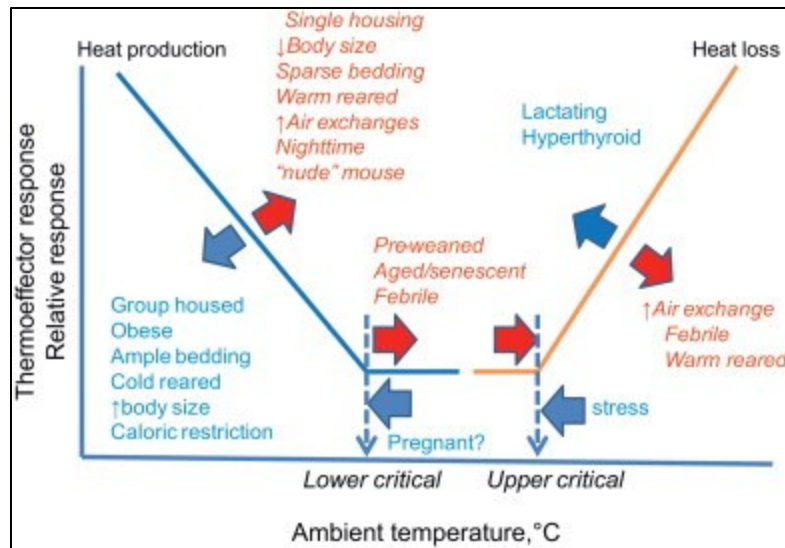 Heat production
Single housing
↓Body size
Sparse bedding
Warm reared
↑Air exchanges
Nighttime
“nude” mouse
Heat loss
Lactating
Hyperthyroid
Thermoeffector response
Relative response
Group housed
Obese
Ample bedding
Cold reared
↑body size
Caloric restriction
Pre-weaned
Aged/senescent
Febrile
↑Air exchange
Febrile
Warm reared
Pregnant?
stress
Lower critical
Upper critical
Ambient temperature,°C